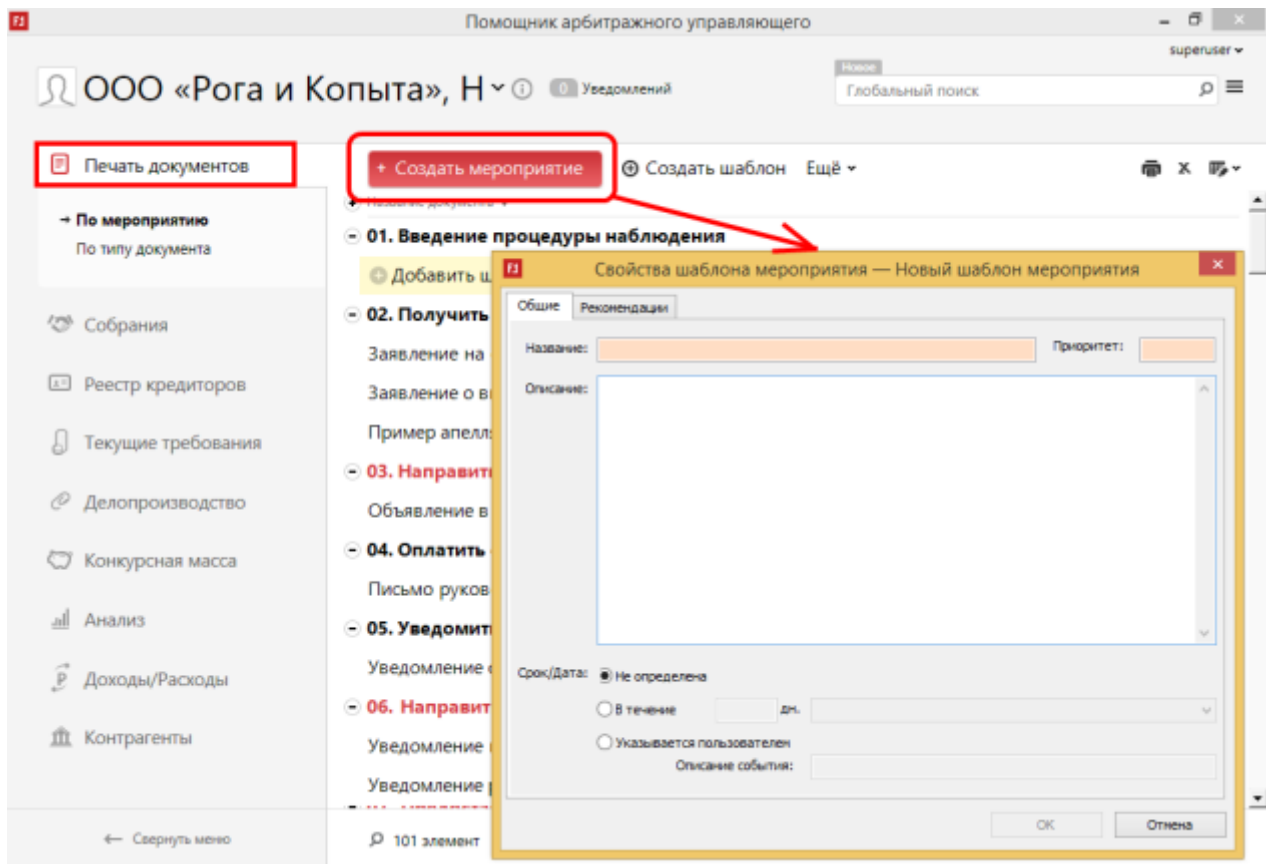 Помощник арбитражного управляющего
superuser
ООО «Рога и Копыта», Н
0 Уведомлений
Новое
Глобальный поиск
Печать документов
+ Создать мероприятие
Создать шаблон
Ещё
→ По мероприятию
По типу документа
Собрания
Реестр кредиторов
Текущие требования
Делопроизводство
Конкурсная масса
Анализ
Доходы/Расходы
Контрагенты
← Свернуть меню
Название документа
01. Введение процедуры наблюдения
Добавить ш
02. Получить
Заявление на
Заявление о в
Пример апелл
03. Направит
Объявление в
04. Оплатить
Письмо руков
05. Уведомит
Уведомление
06. Направит
Уведомление
Уведомление
101 элемент
Свойства шаблона мероприятия — Новый шаблон мероприятия
Общие
Рекомендации
Название:
Приоритет:
Описание:
Срок/Дата:
Не определена
В течение
дн.
Указывается пользователем
Описание события:
OK
Отмена